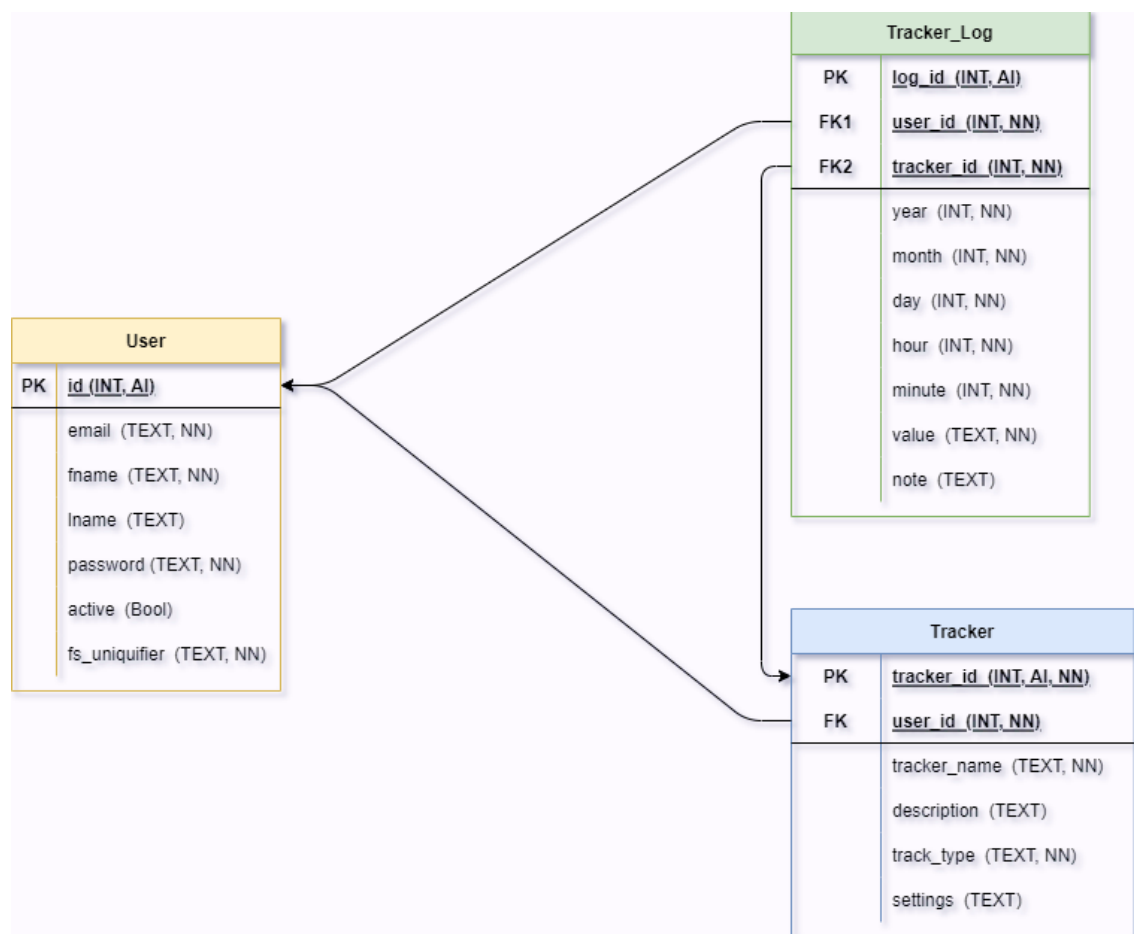 Tracker_Log
PK log_id (INT, AI)
FK1 user_id (INT, NN)
FK2 tracker_id (INT, NN)
year (INT, NN)
month (INT, NN)
day (INT, NN)
hour (INT, NN)
minute (INT, NN)
value (TEXT, NN)
note (TEXT)
User
PK id (INT, AI)
email (TEXT, NN)
fname (TEXT, NN)
lname (TEXT)
password (TEXT, NN)
active (Bool)
fs_uniquifier (TEXT, NN)
Tracker
PK tracker_id (INT, AI, NN)
FK user_id (INT, NN)
tracker_name (TEXT, NN)
description (TEXT)
track_type (TEXT, NN)
settings (TEXT)